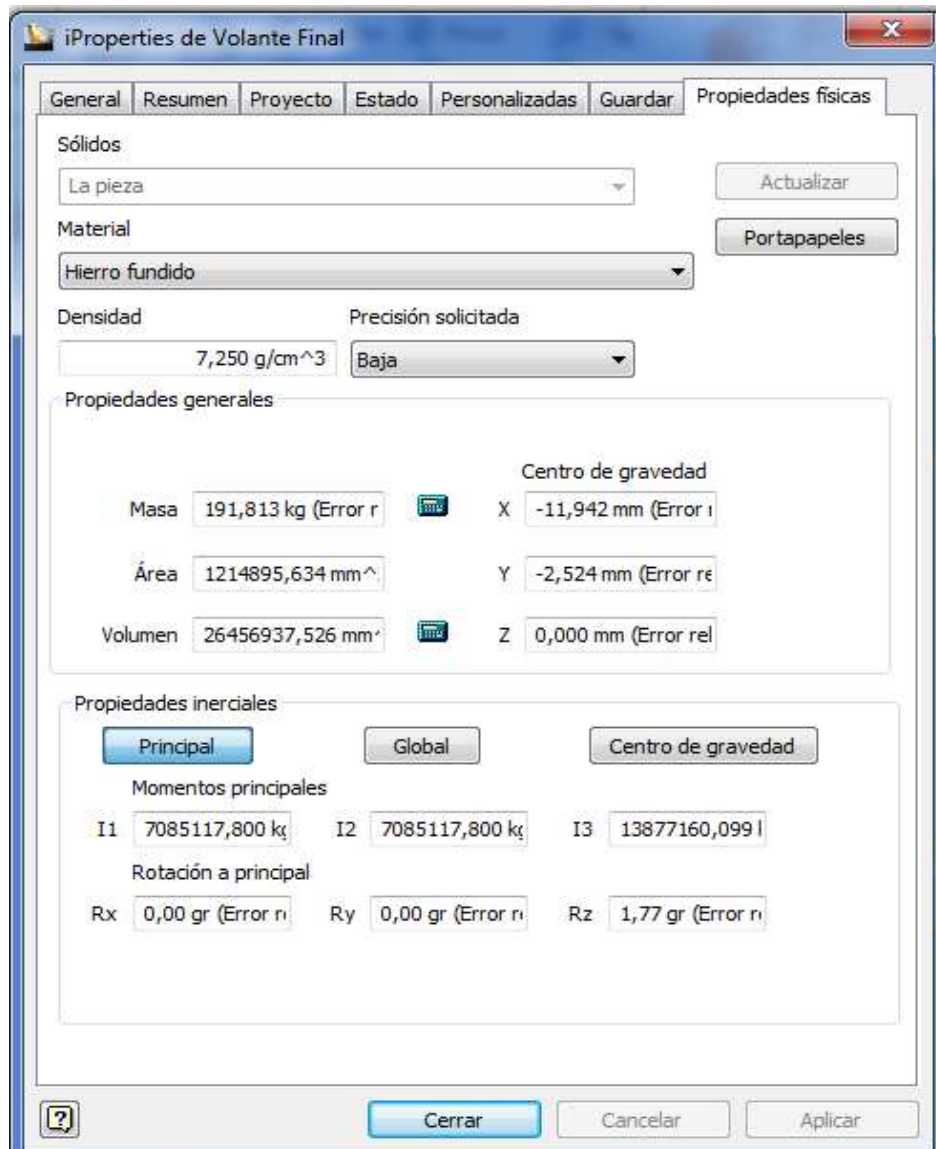 iProperties de Volante Final
General Resumen Proyecto Estado Personalizadas Guardar Propiedades físicas
Sólidos
La pieza Actualizar
Material Portapapeles
Hierro fundido
Densidad Precisión solicitada
7,250 g/cm^3 Baja
Propiedades generales
Centro de gravedad
Masa 191,813 kg (Error r X -11,942 mm (Error r
Área 1214895,634 mm^ Y -2,524 mm (Error re
Volumen 26456937,526 mm^ Z 0,000 mm (Error rel
Propiedades inerciales
Principal Global Centro de gravedad
Momentos principales
I1 7085117,800 kg I2 7085117,800 kg I3 13877160,099 l
Rotación a principal
Rx 0,00 gr (Error r Ry 0,00 gr (Error re Rz 1,77 gr (Error r
Cerrar Cancelar Aplicar